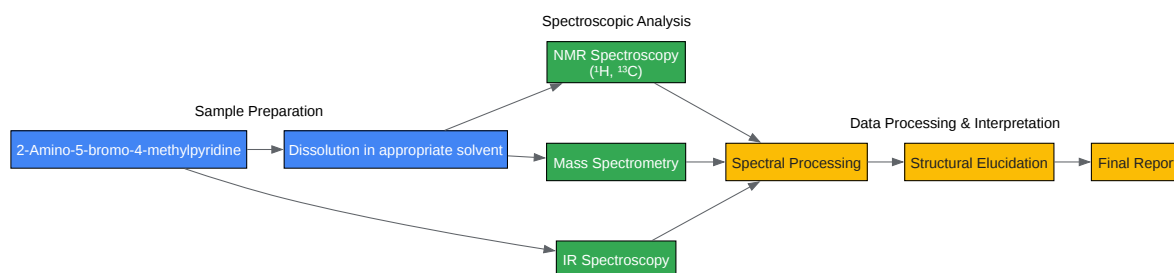 Spectroscopic Analysis
NMR Spectroscopy
(¹H, ¹³C)
Sample Preparation
Data Processing & Interpretation
2-Amino-5-bromo-4-methylpyridine
Dissolution in appropriate solvent
Mass Spectrometry
Spectral Processing
Structural Elucidation
Final Report
IR Spectroscopy